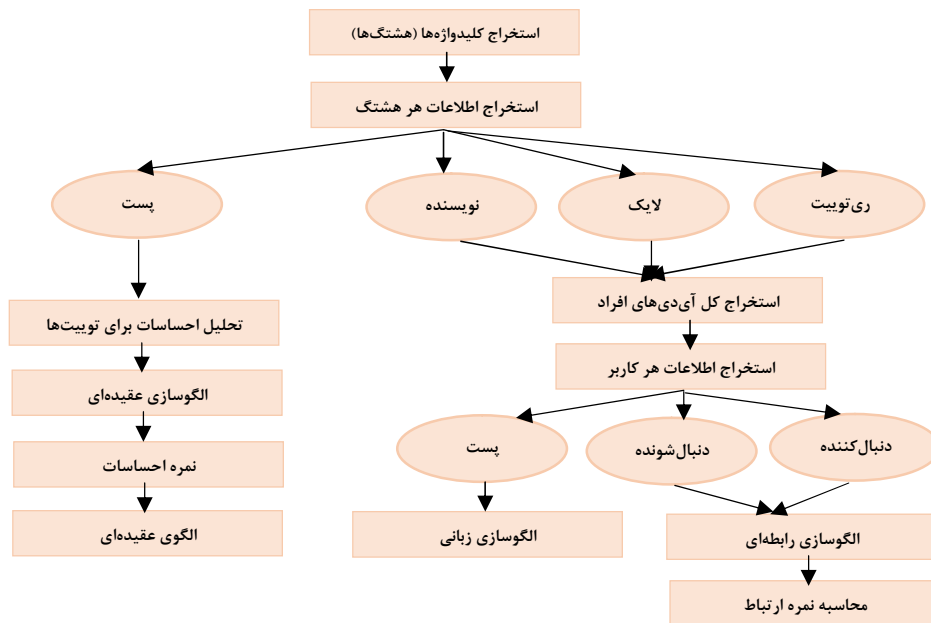 استخراج کلیدواژه‌ها (هشتگ‌ها)
استخراج اطلاعات هر هشتگ
ری‌توییت
لایک
نویسنده
پست
استخراج کل آی‌دی‌های افراد
تحلیل احساسات برای توییت‌ها
استخراج اطلاعات هر کاربر
الگوسازی عقیده‌ای
دنبال‌کننده
دنبال‌شونده
پست
نمره احساسات
الگوسازی رابطه‌ای
الگوسازی زبانی
الگوی عقیده‌ای
محاسبه نمره ارتباط